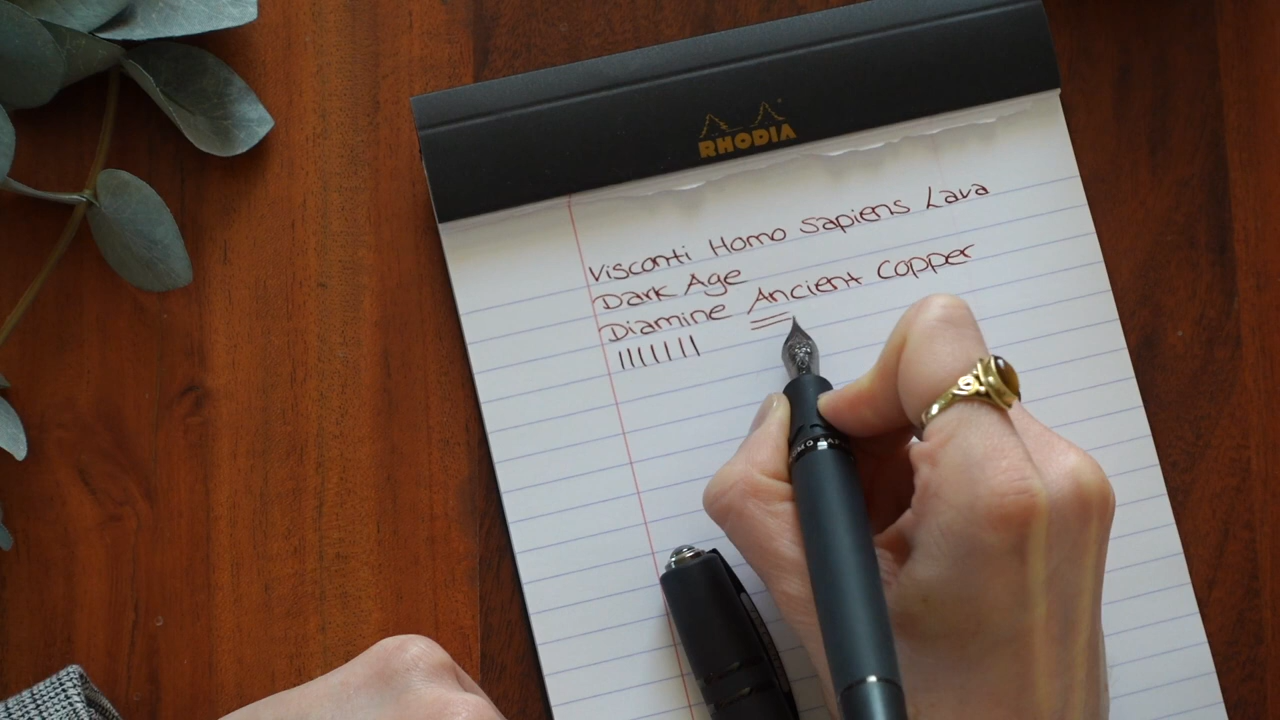 RHODIA
Visconti Homo Sapiens Lava
Dark Age
Diamine Ancient Copper